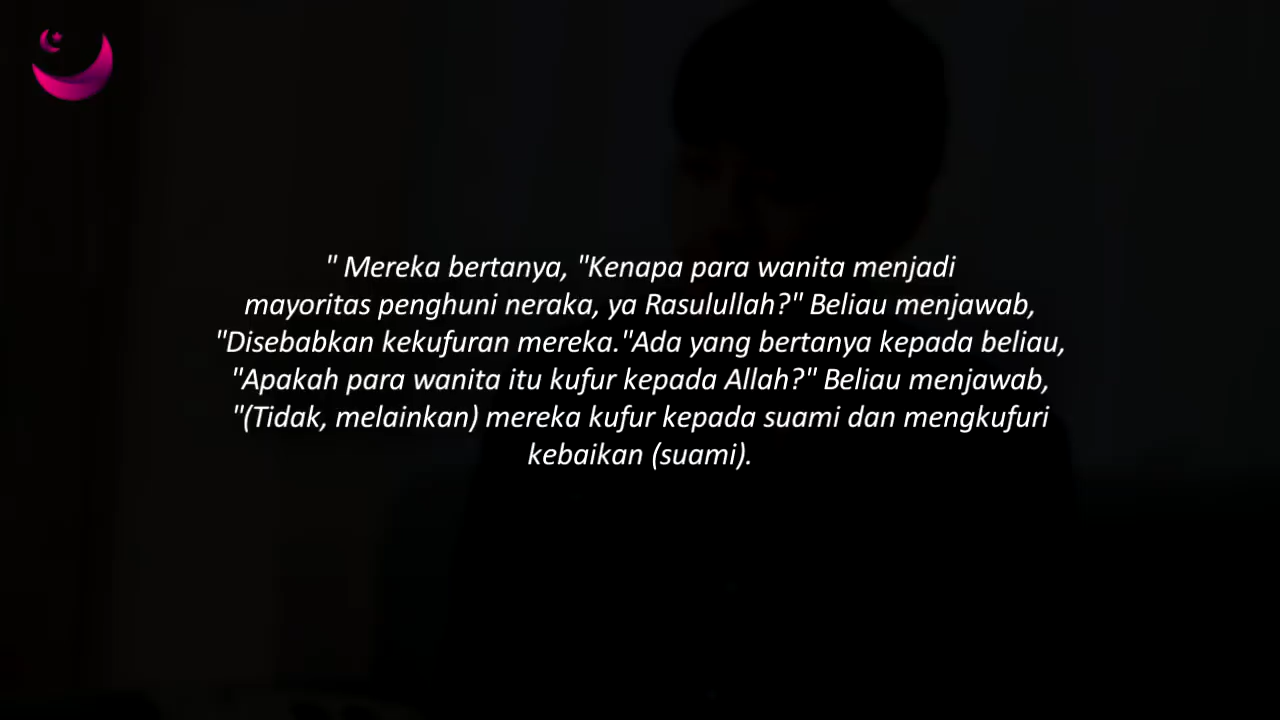 " Mereka bertanya, "Kenapa para wanita menjadi
mayoritas penghuni neraka, ya Rasulullah?" Beliau menjawab,
"Disebabkan kekufuran mereka."Ada yang bertanya kepada beliau,
"Apakah para wanita itu kufur kepada Allah?" Beliau menjawab,
"(Tidak, melainkan) mereka kufur kepada suami dan mengkufuri
kebaikan (suami).